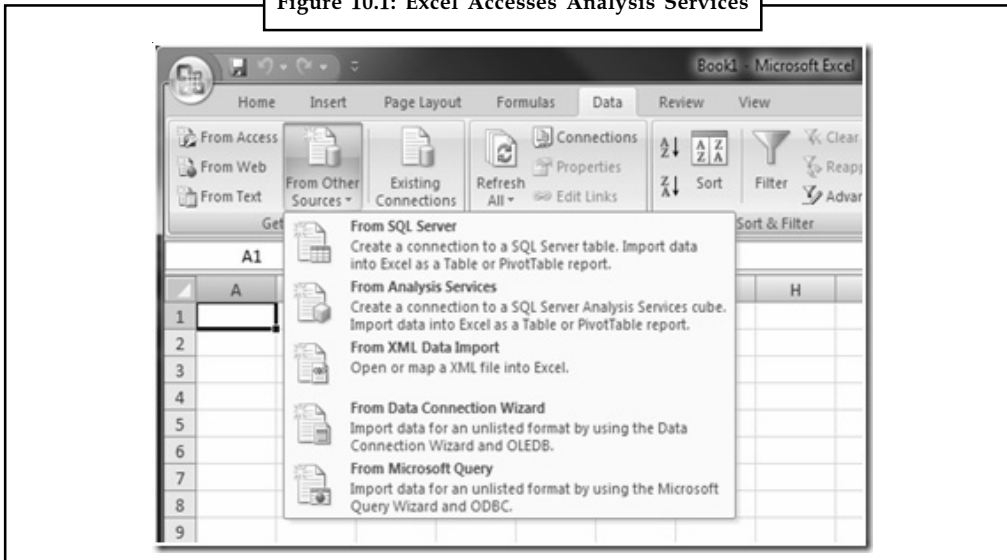 Figure 10.1: Excel Accesses Analysis Services
Book1 - Microsoft Excel
Home Insert Page Layout Formulas Data Review View
From Access
From Web
From Text
From Other
Sources
Existing
Connections
Refresh
All
Connections
Properties
Edit Links
A
Z
Z
A
A Z
Z A
Sort
Filter
Clear
Sort & Filter
A1
A H
1
2
3
4
5
6
7
8
9
From SQL Server
Create a connection to a SQL Server table. Import data
into Excel as a Table or PivotTable report.
From Analysis Services
Create a connection to a SQL Server Analysis Services cube.
Import data into Excel as a Table or PivotTable report.
From XML Data Import
Open or map a XML file into Excel.
From Data Connection Wizard
Import data for an unlisted format by using the Data
Connection Wizard and OLEDB.
From Microsoft Query
Import data for an unlisted format by using the Microsoft
Query Wizard and ODBC.